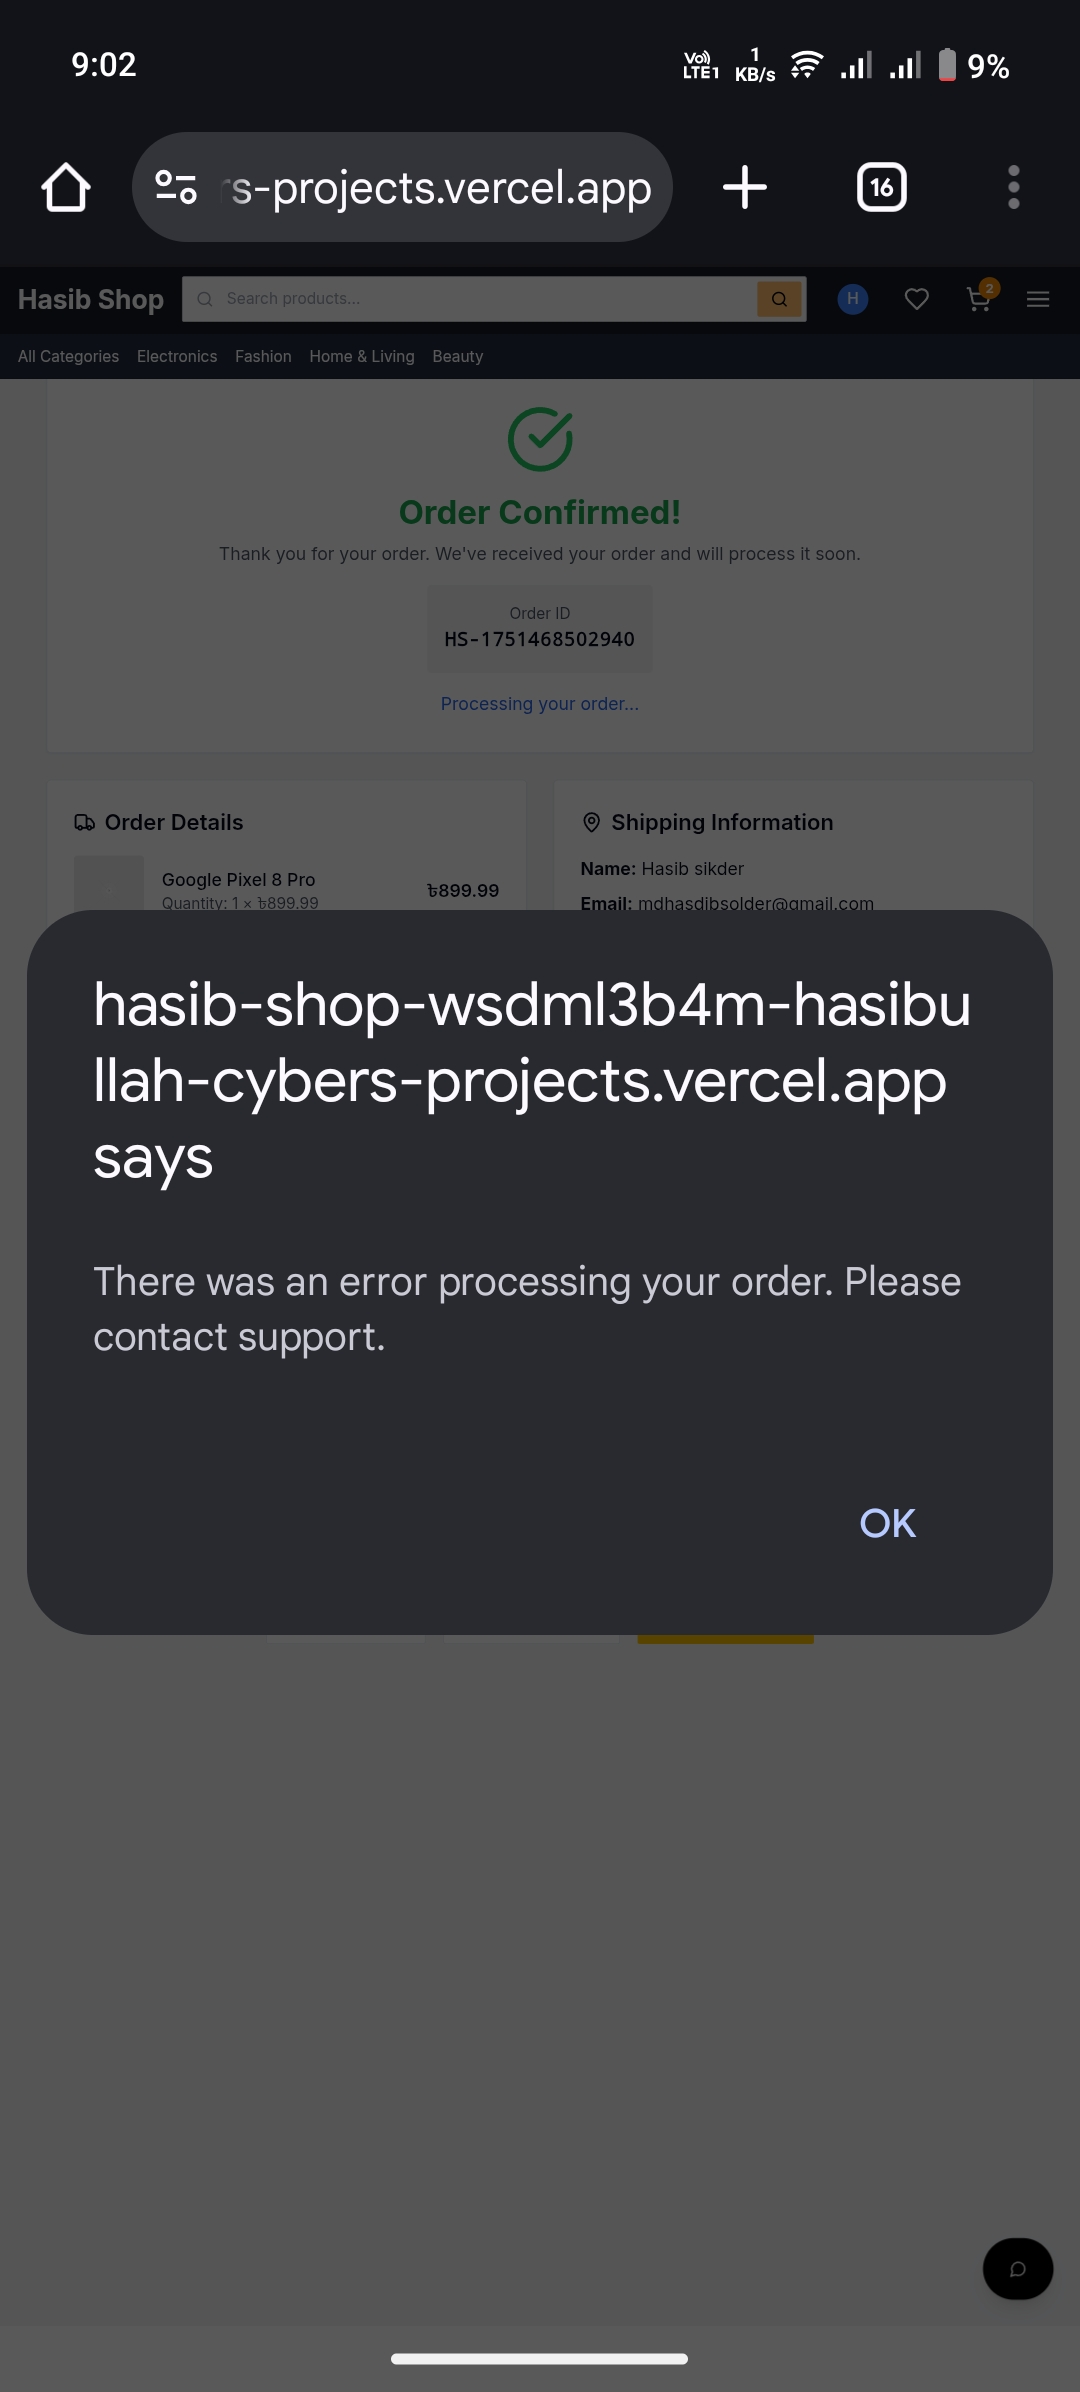 9:02
Vo)) LTE1
1 KB/s
9%
rs-projects.vercel.app
16
Hasib Shop
Search products...
H
2
All Categories Electronics Fashion Home & Living Beauty
Order Confirmed!
Thank you for your order. We've received your order and will process it soon.
Order ID
HS-1751468502940
Processing your order...
Order Details
Google Pixel 8 Pro
৳899.99
Quantity: 1 × ৳899.99
Shipping Information
Name: Hasib sikder
Email: mdhasdibsolder@gmail.com
hasib-shop-wsdml3b4m-hasibu
llah-cybers-projects.vercel.app
says
There was an error processing your order. Please
contact support.
OK